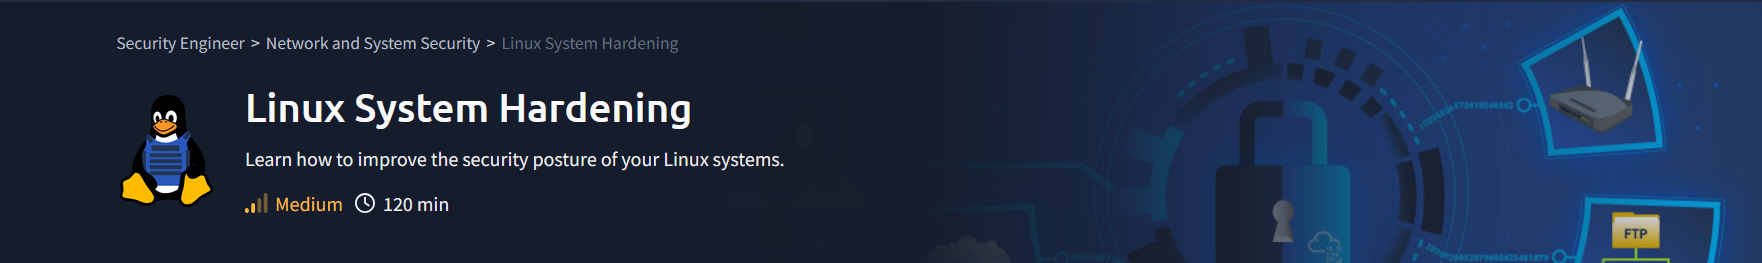 Security Engineer > Network and System Security > Linux System Hardening
Linux System Hardening
Learn how to improve the security posture of your Linux systems.
Medium 120 min
572618346362
FTP